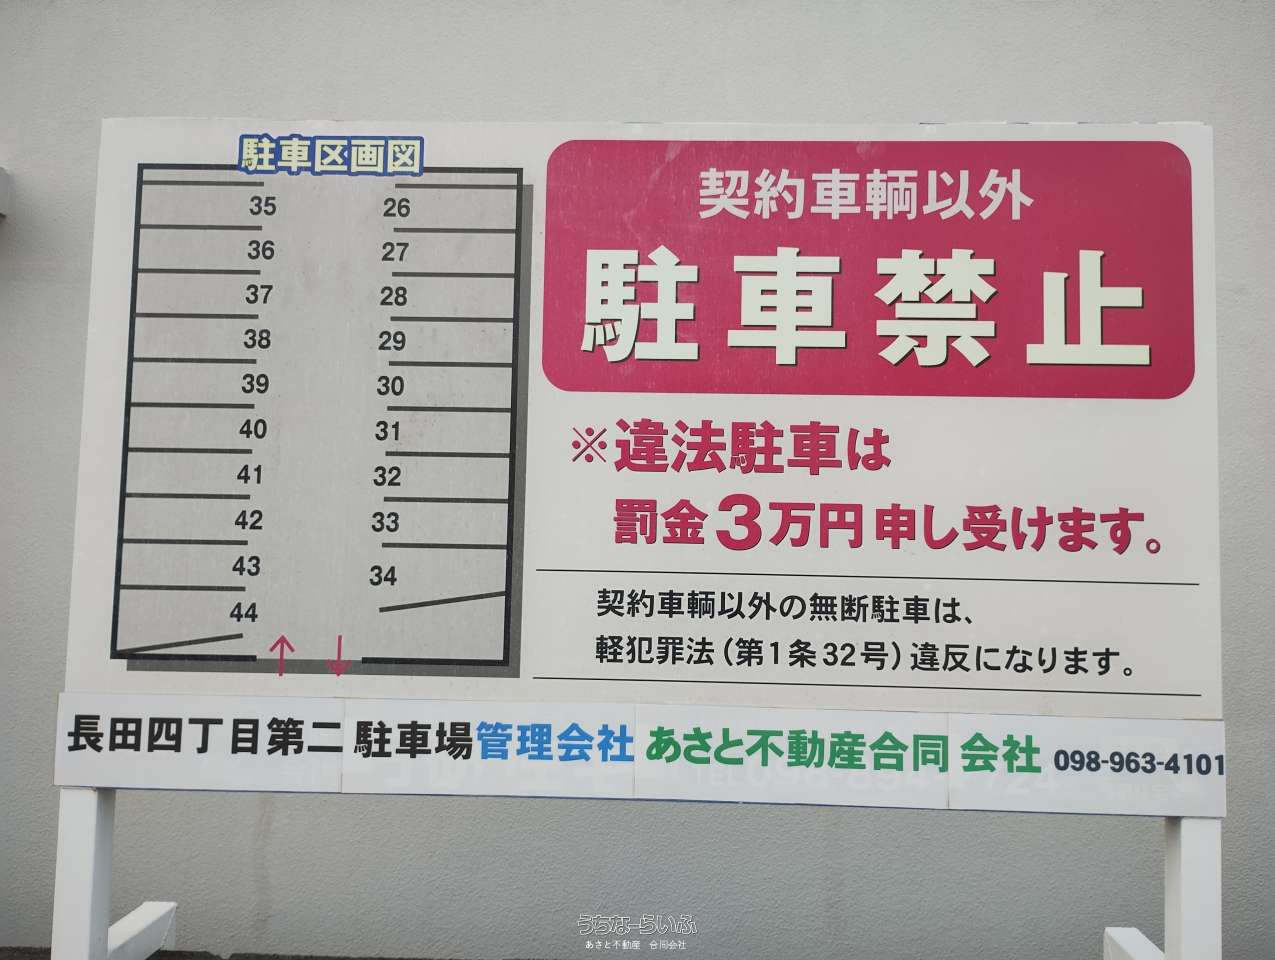 駐車区画図
35 26
36 27
37 28
38 29
39 30
40 31
41 32
42 33
43 34
44
契約車輌以外
駐車禁止
※違法駐車は
罰金3万円申し受けます。
契約車輌以外の無断駐車は、
軽犯罪法(第1条32号)違反になります。
長田四丁目第二駐車場管理会社 あさと不動産合同会社 098-963-4101
うちなーらいふ
あさと不動産 合同会社